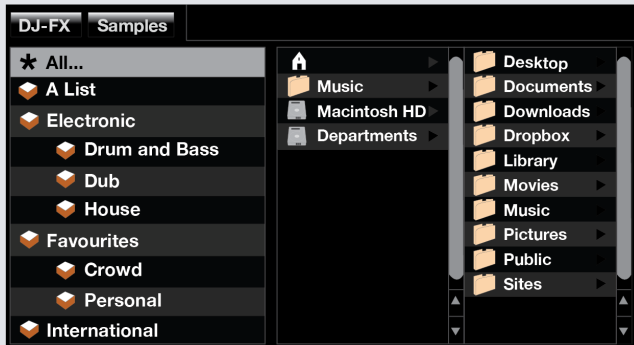 DJ-FX Samples
All...
A List
Electronic
Drum and Bass
Dub
House
Favourites
Crowd
Personal
International
Music
Macintosh HD
Departments
Desktop
Documents
Downloads
Dropbox
Library
Movies
Music
Pictures
Public
Sites